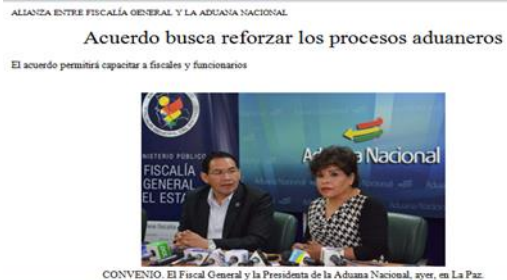 ALIANZA ENTRE FISCALÍA GENERAL Y LA ADUANA NACIONAL
Acuerdo busca reforzar los procesos aduaneros
El acuerdo permitirá capacitar a fiscales y funcionarios
MINISTERIO PÚBLICO
FISCALÍA
GENERAL
EL ESTA
Aduana Nacional
CONVENIO. El Fiscal General y la Presidenta de la Aduana Nacional, ayer, en La Paz.